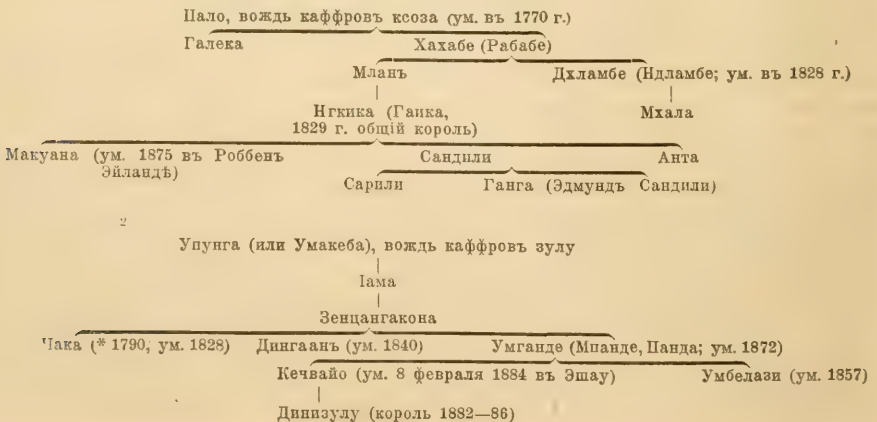 Пало, вождь каффровъ ксоза (ум. въ 1770 г.)
Галека Хахабе (Рабабе)
Мланъ Дхламбе (Ндламбе; ум. въ 1828 г.)
Нгкика (Гаика, Мхала
1829 г. общій король)
Макуана (ум. 1875 въ Роббенъ Сандили Анта
Эйландѣ)
Сарили Ганга (Эдмундъ Сандили)
Упунга (или Умакеба), вождь каффровъ зулу
Іама
Зенцангакона
Чака (* 1790, ум. 1828) Дингаанъ (ум. 1840) Умганде (Мпанде, Панда; ум. 1872)
Кечвайо (ум. 8 февраля 1884 въ Эшау) Умбелази (ум. 1857)
Динизулу (король 1882—86)